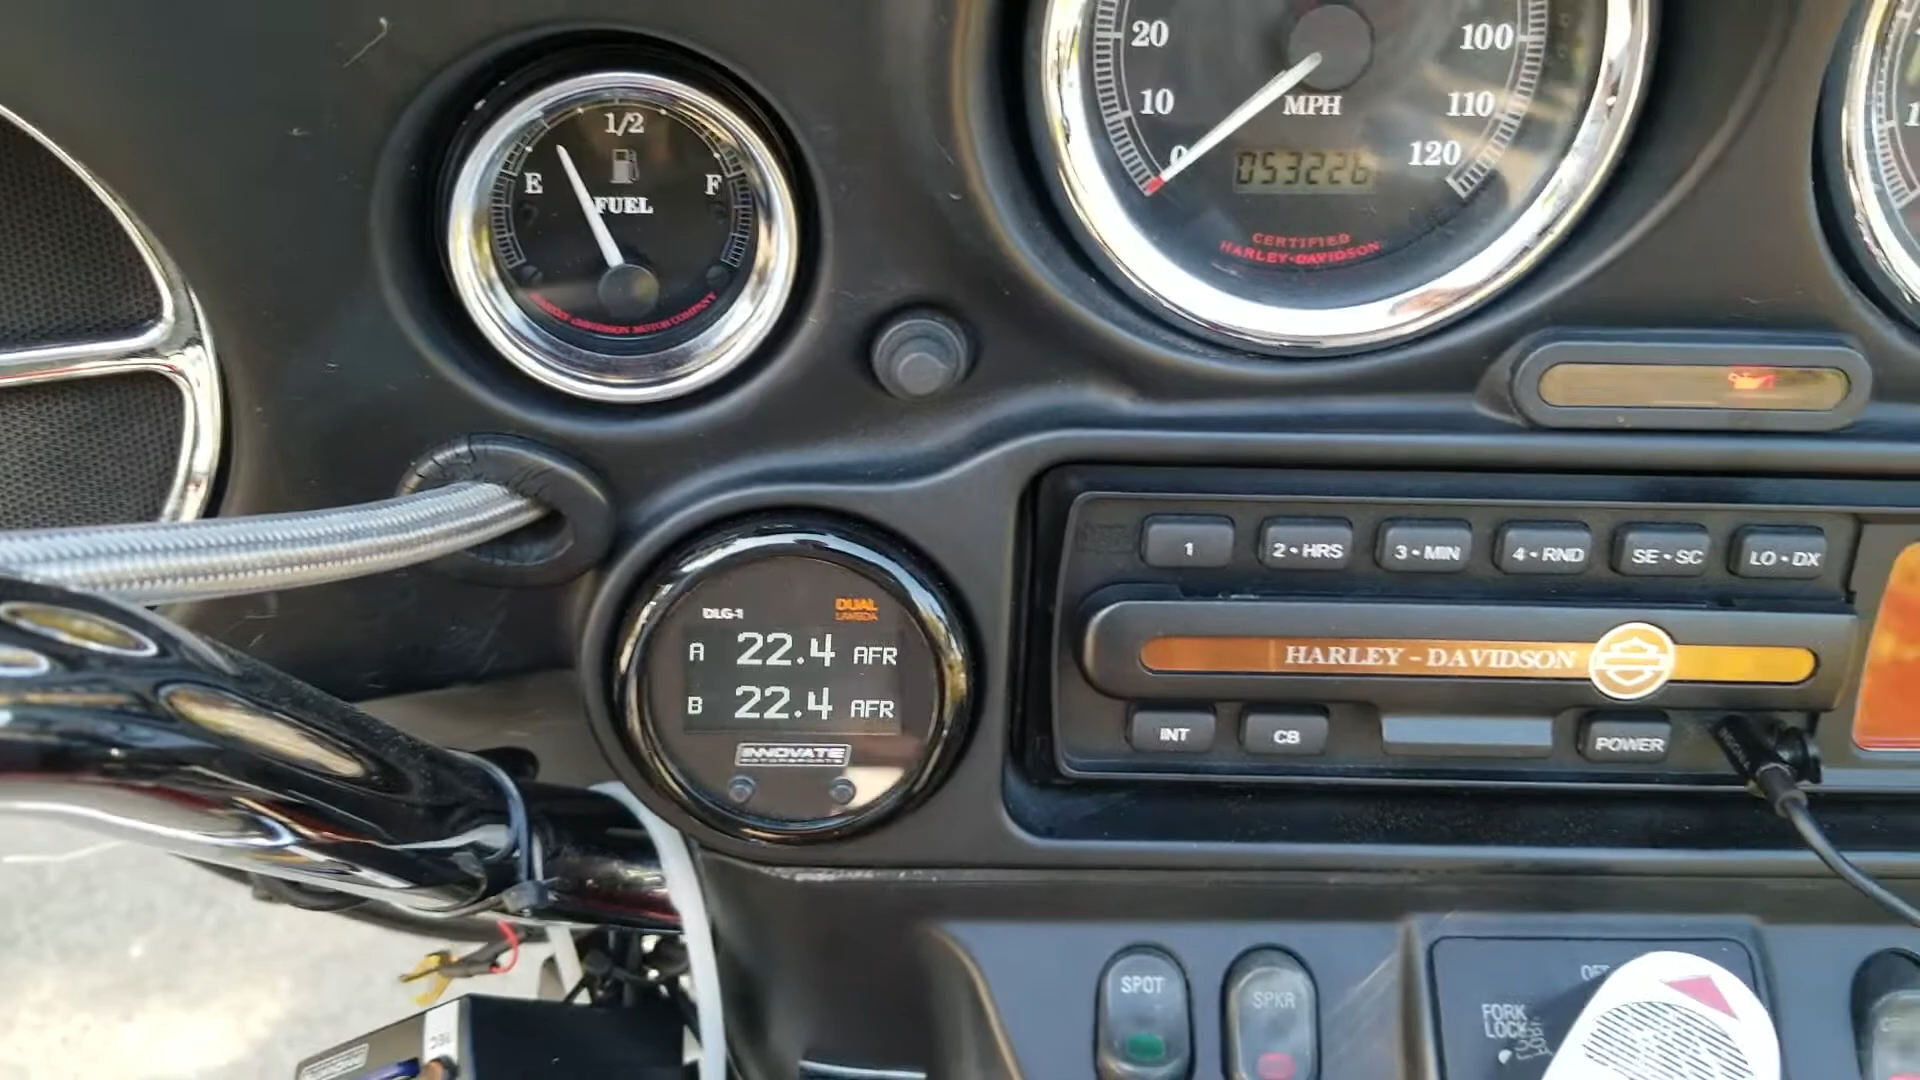 1/2
E
F
FUEL
HARLEY-DAVIDSON MOTOR COMPANY
20
100
10
MPH
110
0
120
053226
CERTIFIED
HARLEY-DAVIDSON
DLG-1
DUAL
LAMBDA
A 22.4 AFR
B 22.4 AFR
INNOVATE
MOTORSPORTS
1
2•HRS
3•MIN
4•RND
SE•SC
LO•DX
HARLEY-DAVIDSON
INT
CB
POWER
SPOT
SPKR
FORK
LOCK